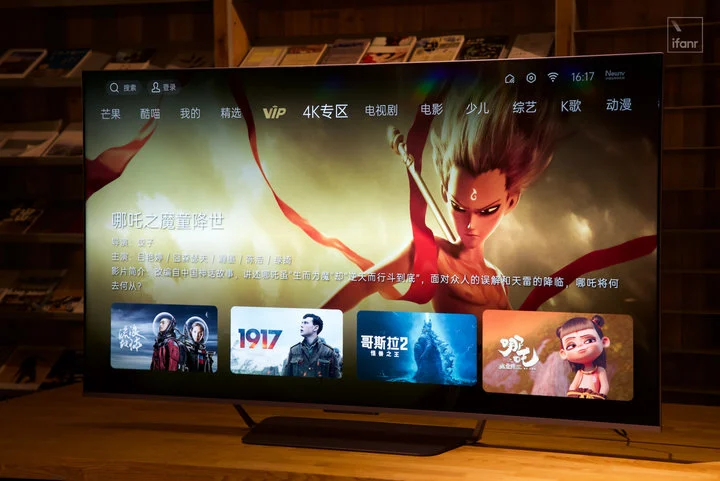 ifanr
搜索 登录 16:17
芒果 酷喵 我的 精选 VIP 4K专区 电视剧 电影 少儿 综艺 K歌 动漫
哪吒之魔童降世
导演：饺子
主演：
影片简介：改编自中国神话故事，讲述哪吒虽“生而为魔”却“逆天而行斗到底”，面对众人的误解和天雷的降临，哪吒将何
去何从？
流浪
地球
1917
哥斯拉2
怪兽之王
哪吒